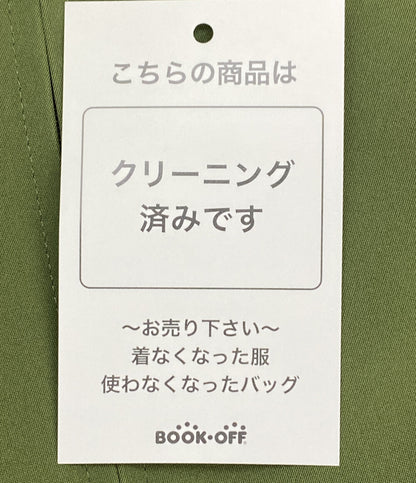 こちらの商品は
クリーニング
済みです
〜お売り下さい〜
着なくなった服
使わなくなったバッグ
BOOK・OFF